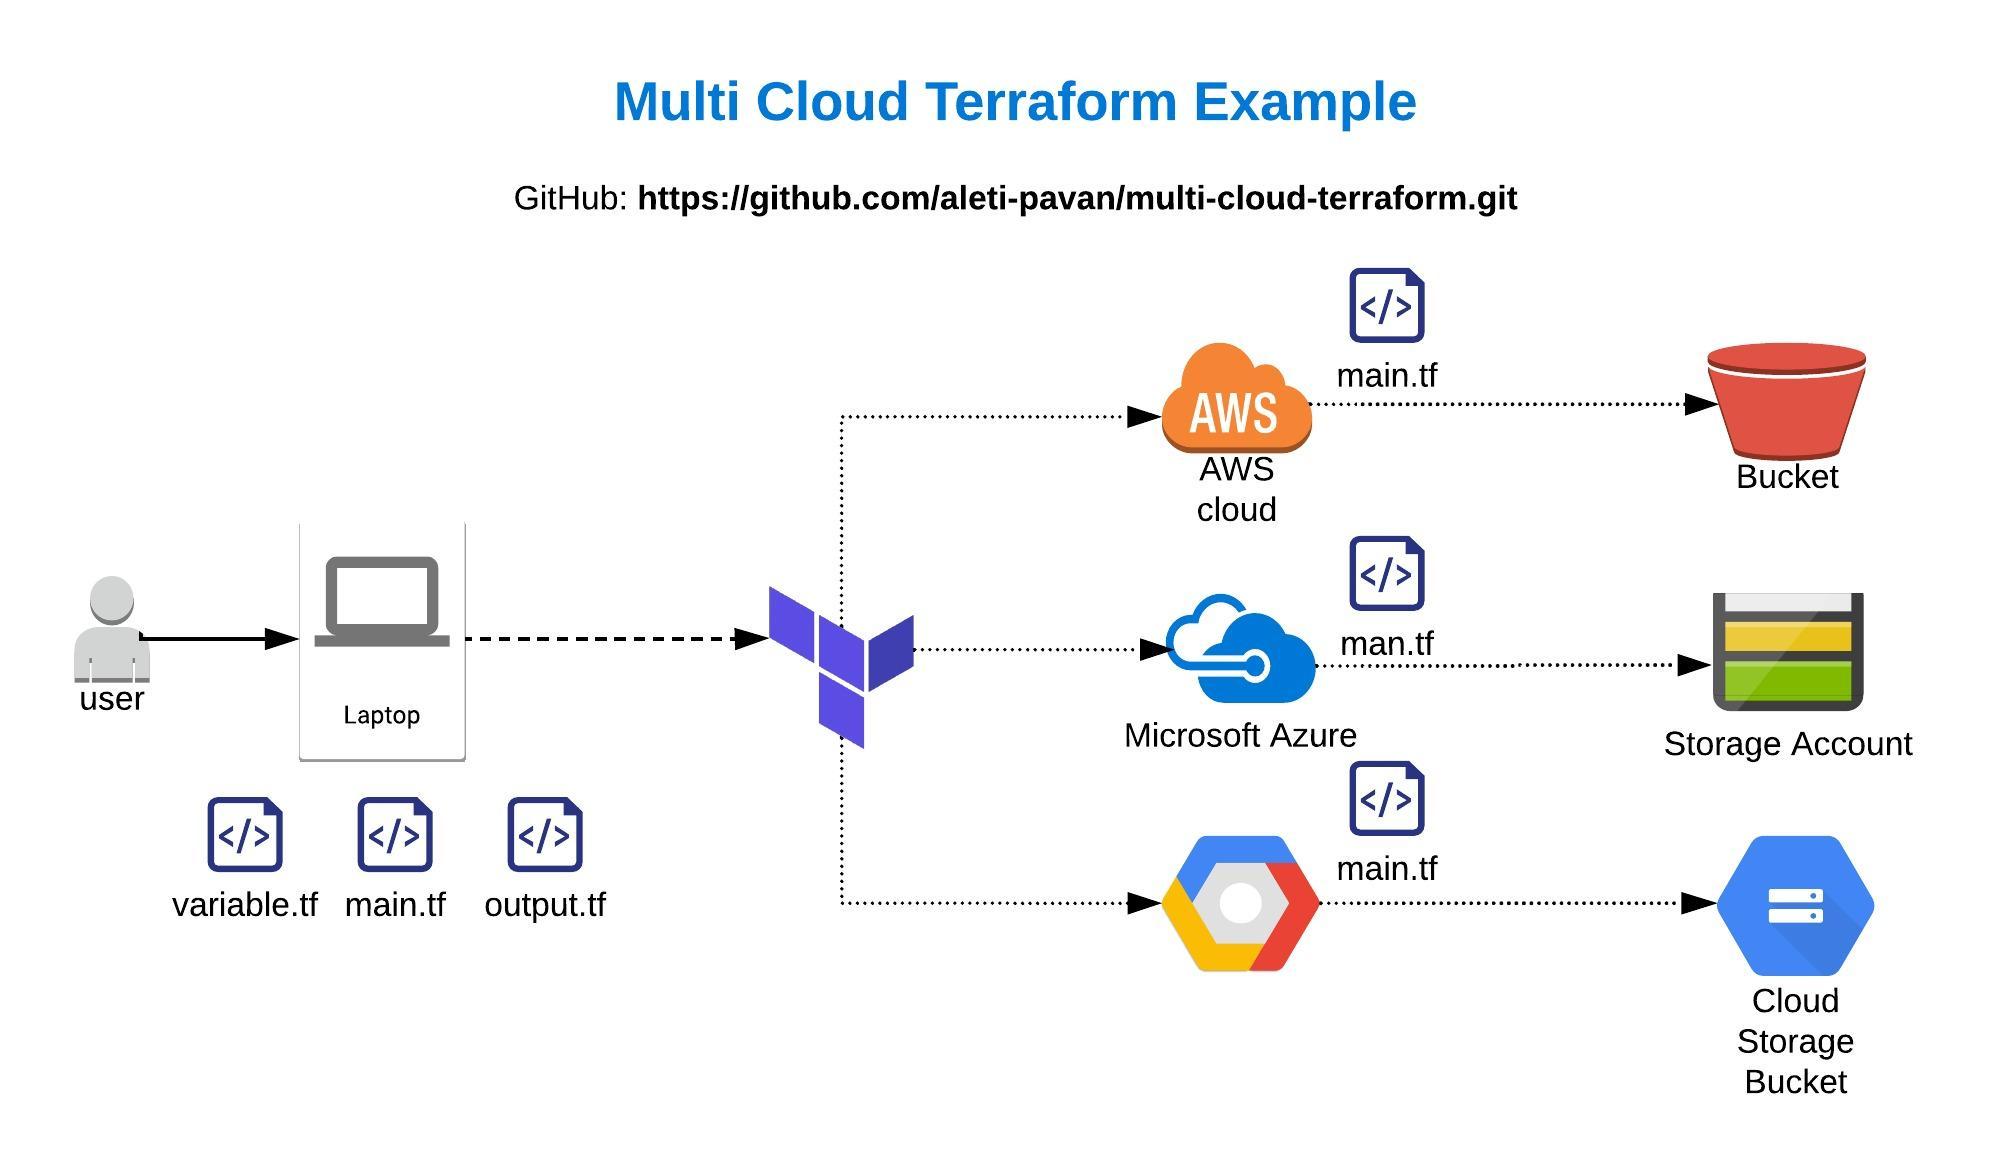 Multi Cloud Terraform Example
GitHub: https://github.com/aleti-pavan/multi-cloud-terraform.git
</>
main.tf
AWS
AWS
cloud
Bucket
</>
man.tf
Microsoft Azure
Storage Account
user
Laptop
</>
variable.tf
</>
main.tf
</>
output.tf
</>
main.tf
Cloud
Storage
Bucket